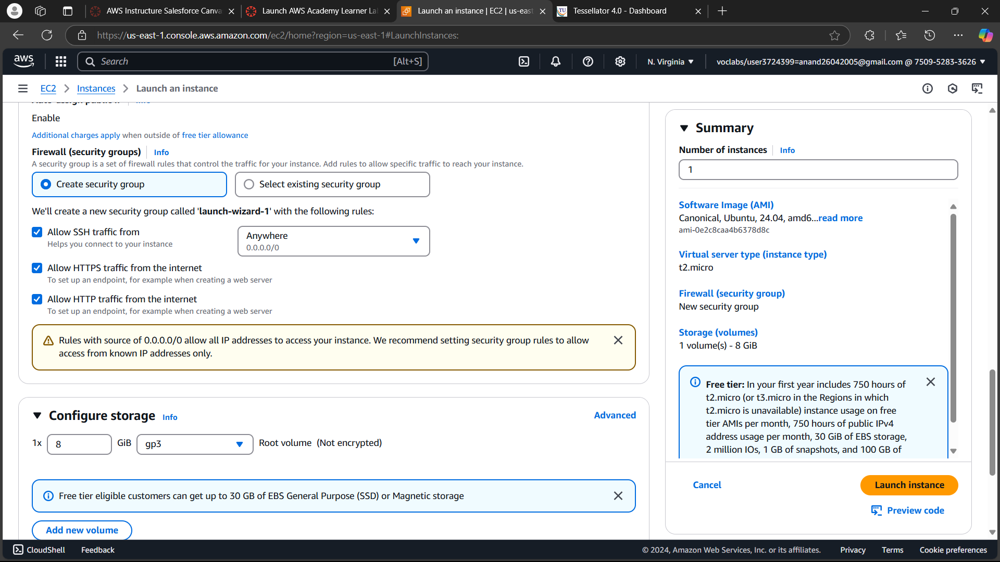 AWS Instructure Salesforce Canva
Launch AWS Academy Learner La
Launch an instance | EC2 | us-east
Tessellator 4.0 - Dashboard
https://us-east-1.console.aws.amazon.com/ec2/home?region=us-east-1#LaunchInstances:
aws
Search
[Alt+S]
N. Virginia
voclabs/user3724399=anand26042005@gmail.com @ 7509-5283-3626
EC2
Instances
Launch an instance
Enable
Additional charges apply when outside of free tier allowance
Firewall (security groups)
Info
A security group is a set of firewall rules that control the traffic for your instance. Add rules to allow specific traffic to reach your instance.
Create security group
Select existing security group
We'll create a new security group called 'launch-wizard-1' with the following rules:
Allow SSH traffic from
Helps you connect to your instance
Anywhere
0.0.0.0/0
Allow HTTPS traffic from the internet
To set up an endpoint, for example when creating a web server
Allow HTTP traffic from the internet
To set up an endpoint, for example when creating a web server
Rules with source of 0.0.0.0/0 allow all IP addresses to access your instance. We recommend setting security group rules to allow
access from known IP addresses only.
Configure storage
Info
Advanced
1x
8
GiB
gp3
Root volume (Not encrypted)
Free tier eligible customers can get up to 30 GB of EBS General Purpose (SSD) or Magnetic storage
Add new volume
Summary
Number of instances
Info
1
Software Image (AMI)
Canonical, Ubuntu, 24.04, amd6...read more
ami-0e2c8caa4b6378d8c
Virtual server type (instance type)
t2.micro
Firewall (security group)
New security group
Storage (volumes)
1 volume(s) - 8 GiB
Free tier: In your first year includes 750 hours of
t2.micro (or t3.micro in the Regions in which
t2.micro is unavailable) instance usage on free
tier AMIs per month, 750 hours of public IPv4
address usage per month, 30 GiB of EBS storage,
2 million IOs, 1 GB of snapshots, and 100 GB of
Cancel
Launch instance
Preview code
CloudShell
Feedback
© 2024, Amazon Web Services, Inc. or its affiliates.
Privacy
Terms
Cookie preferences